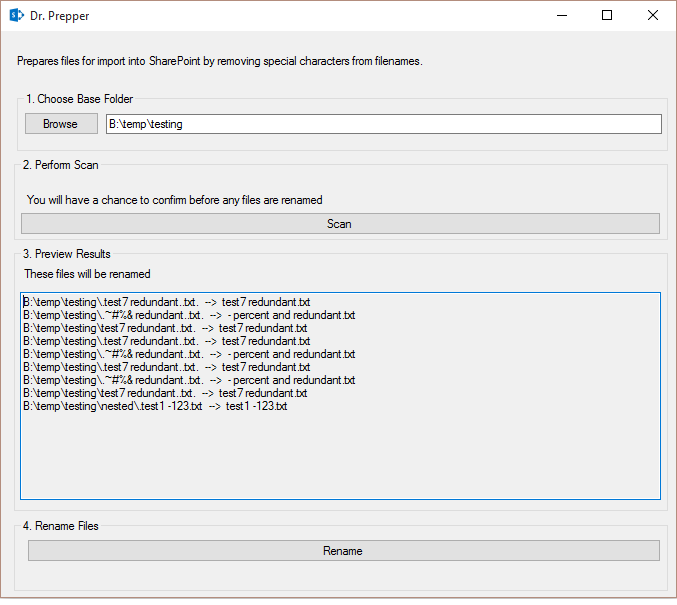 Dr. Prepper
Prepares files for import into SharePoint by removing special characters from filenames.
1. Choose Base Folder
Browse
B:\temp\testing
2. Perform Scan
You will have a chance to confirm before any files are renamed
Scan
3. Preview Results
These files will be renamed
B:\temp\testing\.test7 redundant..txt.  -->  test7 redundant.txt
B:\temp\testing\.~#%& redundant..txt.  -->  - percent and redundant.txt
B:\temp\testing\test7 redundant..txt.  -->  test7 redundant.txt
B:\temp\testing\.test7 redundant..txt.  -->  test7 redundant.txt
B:\temp\testing\.~#%& redundant..txt.  -->  - percent and redundant.txt
B:\temp\testing\.test7 redundant..txt.  -->  test7 redundant.txt
B:\temp\testing\.~#%& redundant..txt.  -->  - percent and redundant.txt
B:\temp\testing\test7 redundant..txt.  -->  test7 redundant.txt
B:\temp\testing\nested\.test1 -123.txt  -->  test1 -123.txt
4. Rename Files
Rename